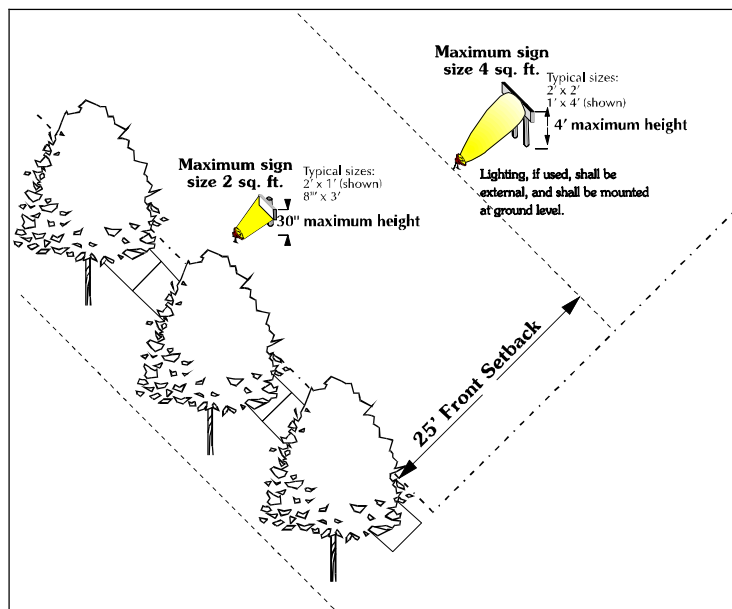 Maximum sign
size 4 sq. ft.
Typical sizes:
2' x 2'
1' x 4' (shown)
4' maximum height
Lighting, if used, shall be
external, and shall be mounted
at ground level.
Maximum sign
size 2 sq. ft.
Typical sizes:
2' x 1' (shown)
8"' x 3'
30" maximum height
25' Front Setback